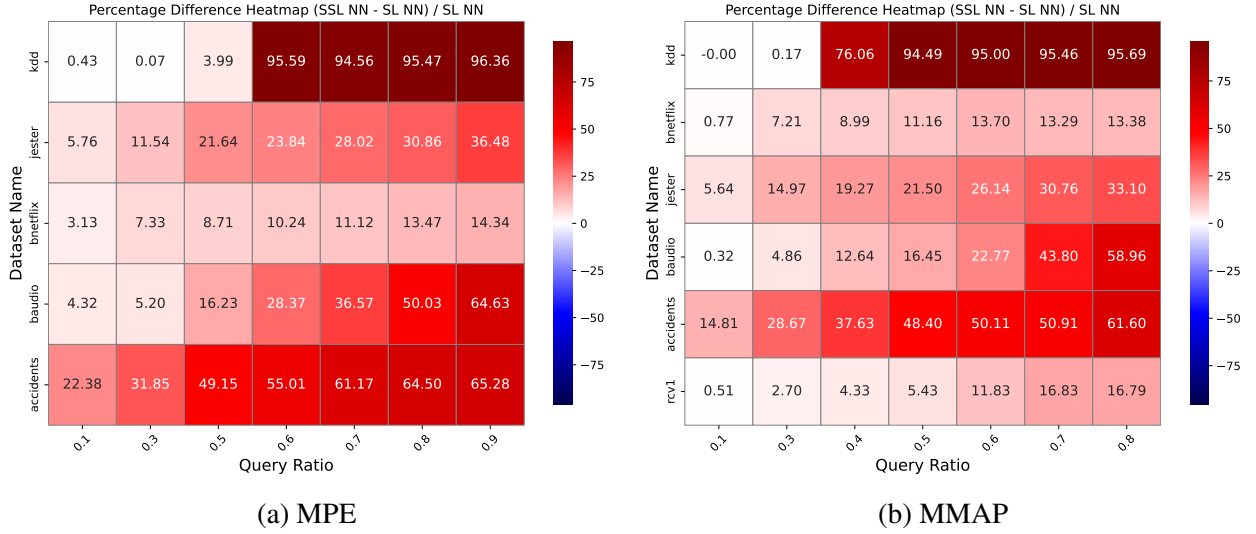 Percentage Difference Heatmap (SSL NN - SL NN) / SL NN
Dataset Name
kdd 0.43 0.07 3.99 95.59 94.56 95.47 96.36
jester 5.76 11.54 21.64 23.84 28.02 30.86 36.48
bnetflix 3.13 7.33 8.71 10.24 11.12 13.47 14.34
baudio 4.32 5.20 16.23 28.37 36.57 50.03 64.63
accidents 22.38 31.85 49.15 55.01 61.17 64.50 65.28
0.1 0.3 0.5 0.6 0.7 0.8 0.9
Query Ratio
75
50
25
0
−25
−50
−75
(a) MPE
Percentage Difference Heatmap (SSL NN - SL NN) / SL NN
Dataset Name
kdd -0.00 0.17 76.06 94.49 95.00 95.46 95.69
bnetflix 0.77 7.21 8.99 11.16 13.70 13.29 13.38
jester 5.64 14.97 19.27 21.50 26.14 30.76 33.10
baudio 0.32 4.86 12.64 16.45 22.77 43.80 58.96
accidents 14.81 28.67 37.63 48.40 50.11 50.91 61.60
rcv1 0.51 2.70 4.33 5.43 11.83 16.83 16.79
0.1 0.3 0.4 0.5 0.6 0.7 0.8
Query Ratio
75
50
25
0
−25
−50
−75
(b) MMAP